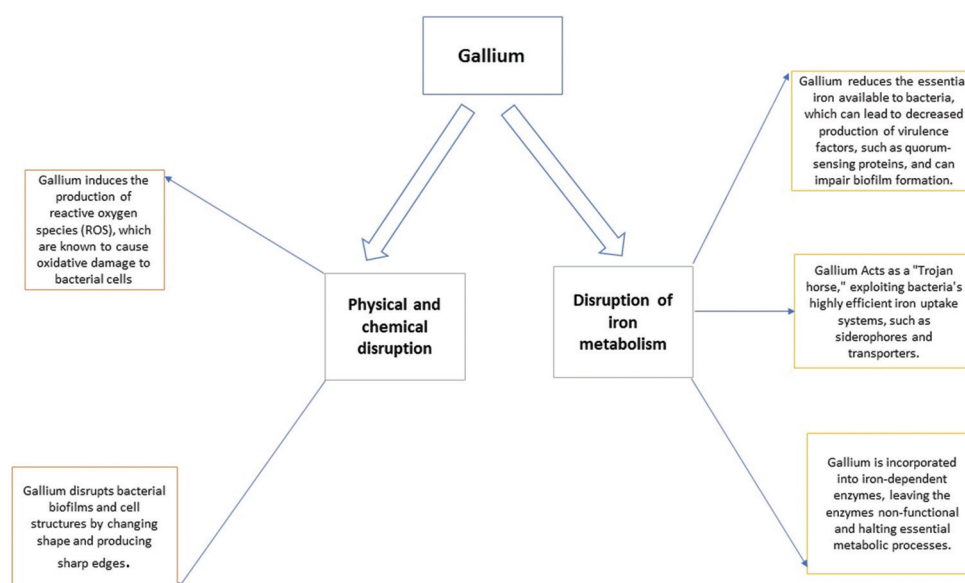 Gallium
Gallium reduces the essentia
iron available to bacteria,
which can lead to decreased
production of virulence
factors, such as quorum-
sensing proteins, and can
impair biofilm formation.
Gallium induces the
production of
reactive oxygen
species (ROS), which
are known to cause
oxidative damage to
bacterial cells
Physical and
chemical
disruption
Disruption of
iron
metabolism
Gallium Acts as a "Trojan
horse," exploiting bacteria's
highly efficient iron uptake
systems, such as
siderophores and
transporters.
Gallium disrupts bacterial
biofilms and cell
structures by changing
shape and producing
sharp edges.
Gallium is incorporated
into iron-dependent
enzymes, leaving the
enzymes non-functional
and halting essential
metabolic processes.